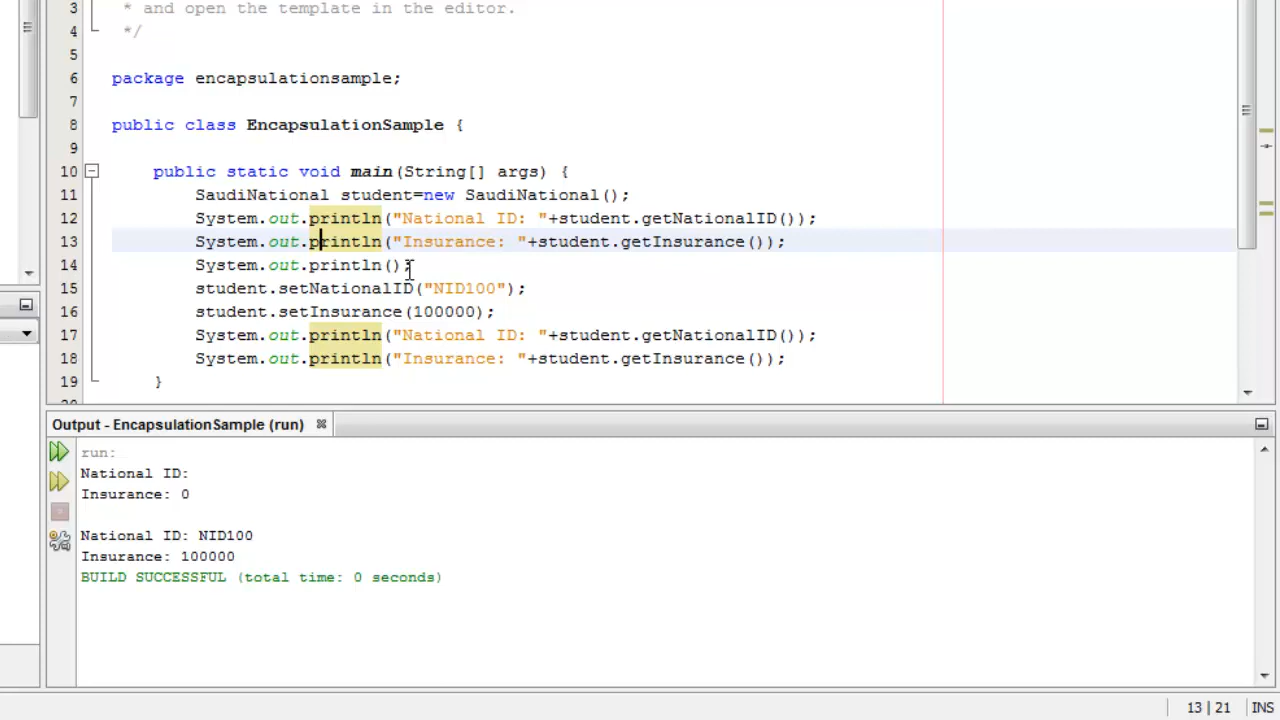 3 * and open the template in the editor.
4 */
5
6 package encapsulationsample;
7
8 public class EncapsulationSample {
9
10 public static void main(String[] args) {
11 SaudiNational student=new SaudiNational();
12 System.out.println("National ID: "+student.getNationalID());
13 System.out.println("Insurance: "+student.getInsurance());
14 System.out.println();
15 student.setNationalID("NID100");
16 student.setInsurance(100000);
17 System.out.println("National ID: "+student.getNationalID());
18 System.out.println("Insurance: "+student.getInsurance());
19 }
Output - EncapsulationSample (run)
run:
National ID:
Insurance: 0
National ID: NID100
Insurance: 100000
BUILD SUCCESSFUL (total time: 0 seconds)
13 | 21 INS